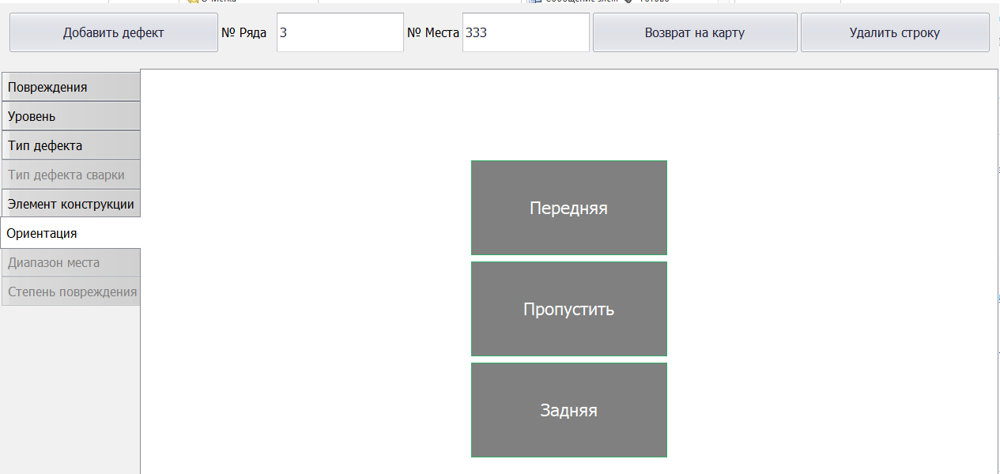 Добавить дефект № Ряда 3 № Места 333 Возврат на карту Удалить строку
Повреждения
Уровень
Тип дефекта
Тип дефекта сварки
Элемент конструкции
Ориентация
Диапазон места
Степень повреждения
Передняя
Пропустить
Задняя